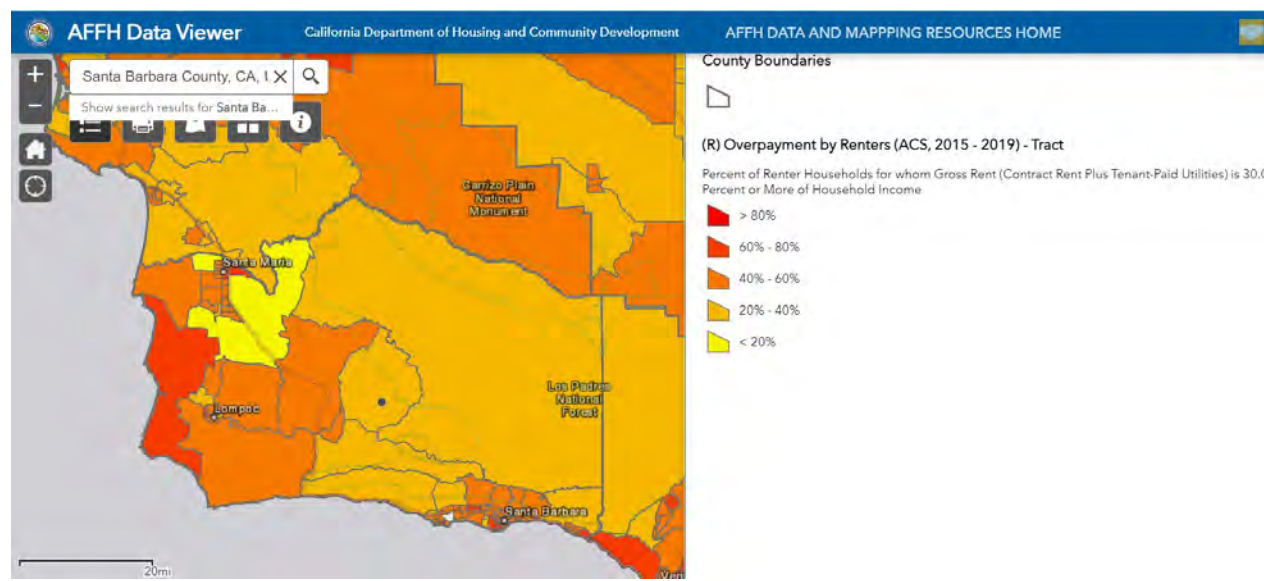 AFFH Data Viewer
California Department of Housing and Community Development
AFFH DATA AND MAPPPING RESOURCES HOME
+
Santa Barbara County, CA, U
Show search results for Santa Ba...
−
i
Carrizo Plain
National
Monument
Santa Maria
Los Padres
National
Forest
Lompoc
Santa Barbara
20mi
Ven
County Boundaries
(R) Overpayment by Renters (ACS, 2015 - 2019) - Tract
Percent of Renter Households for whom Gross Rent (Contract Rent Plus Tenant-Paid Utilities) is 30.0
Percent or More of Household Income
> 80%
60% - 80%
40% - 60%
20% - 40%
< 20%